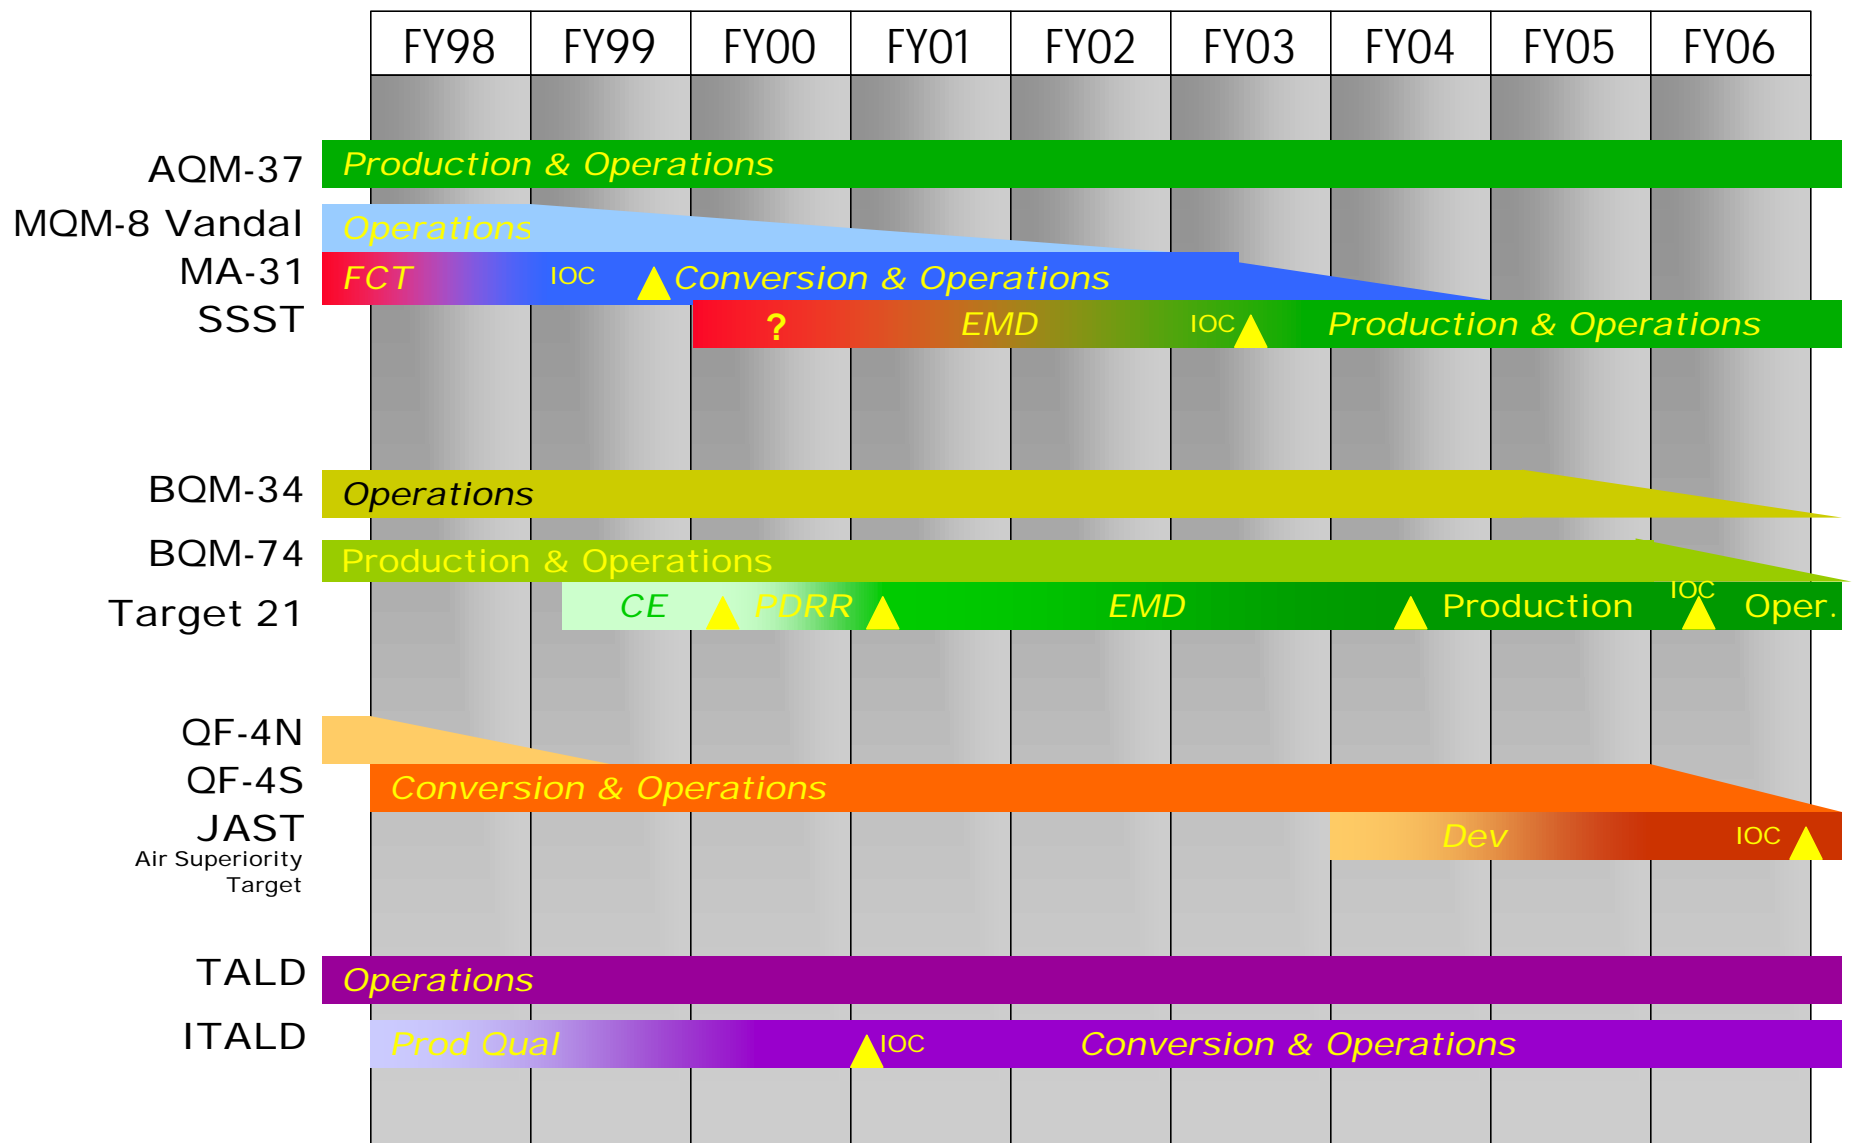 FY98 FY99 FY00 FY01 FY02 FY03 FY04 FY05 FY06
AQM-37 Production & Operations
MQM-8 Vandal Operations
MA-31 FCT IOC Conversion & Operations
SSST ? EMD IOC Production & Operations
BQM-34 Operations
BQM-74 Production & Operations
Target 21 CE PDRR EMD Production IOC Oper.
QF-4N
QF-4S Conversion & Operations
JAST Dev IOC
Air Superiority
Target
TALD Operations
ITALD Prod Qual IOC Conversion & Operations